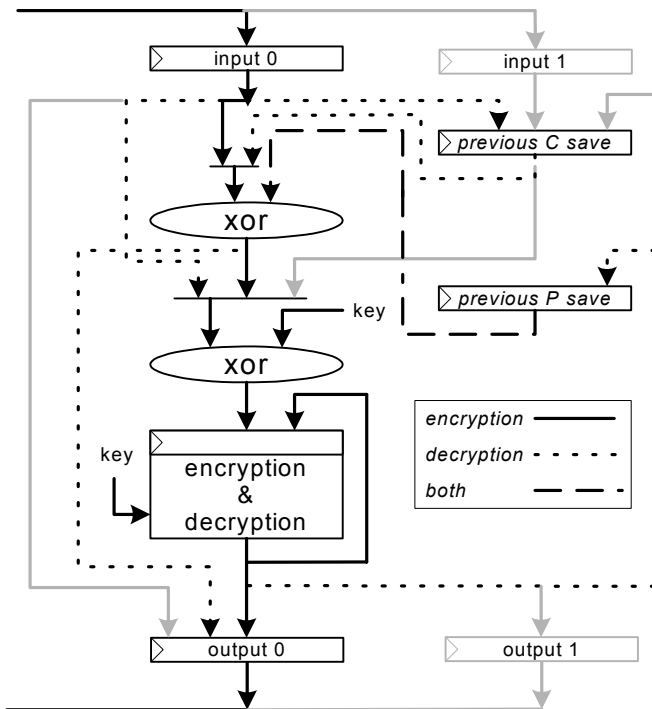 input 0
input 1
previous C save
xor
previous P save
key
xor
encryption
decryption
both
key
encryption
&
decryption
output 0
output 1